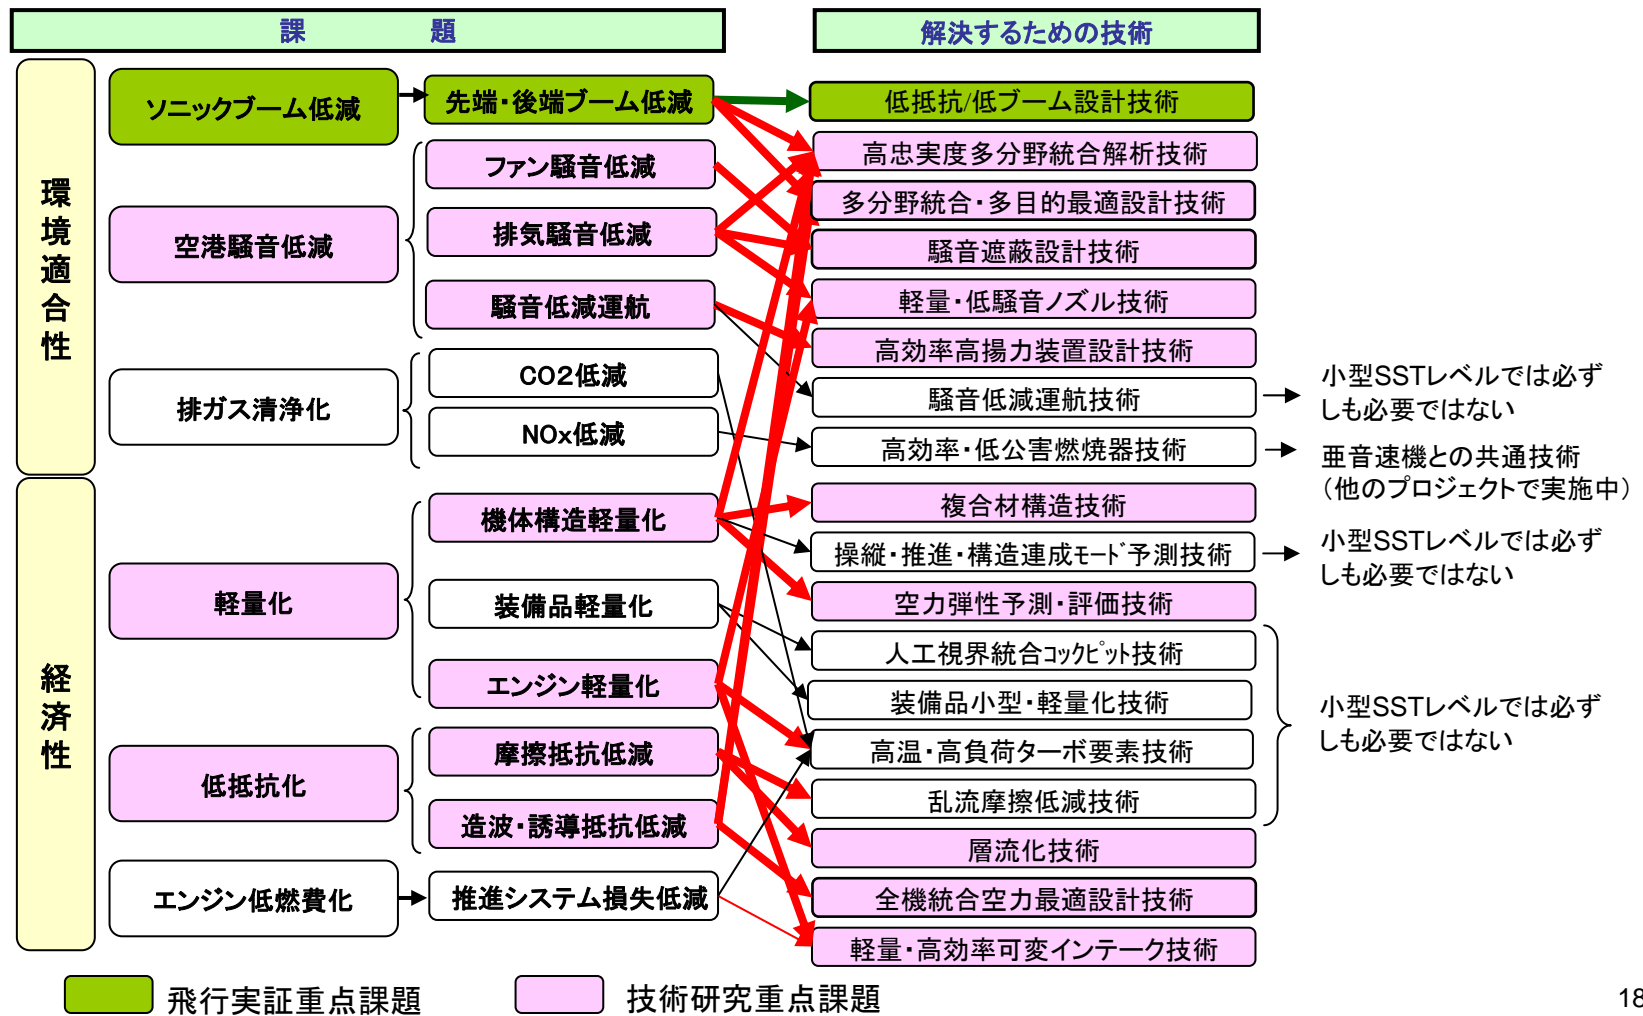 課　題
解決するための技術
環境適合性
ソニックブーム低減
先端・後端ブーム低減
空港騒音低減
ファン騒音低減
排気騒音低減
騒音低減運航
排ガス清浄化
CO2低減
NOx低減
経済性
軽量化
機体構造軽量化
装備品軽量化
エンジン軽量化
低抵抗化
摩擦抵抗低減
造波・誘導抵抗低減
エンジン低燃費化
推進システム損失低減
低抵抗/低ブーム設計技術
高忠実度多分野統合解析技術
多分野統合・多目的最適設計技術
騒音遮蔽設計技術
軽量・低騒音ノズル技術
高効率高揚力装置設計技術
騒音低減運航技術
高効率・低公害燃焼器技術
複合材構造技術
操縦・推進・構造連成ﾓｰﾄﾞ予測技術
空力弾性予測・評価技術
人工視界統合ｺｯｸﾋﾟｯﾄ技術
装備品小型・軽量化技術
高温・高負荷ターボ要素技術
乱流摩擦低減技術
層流化技術
全機統合空力最適設計技術
軽量・高効率可変インテーク技術
小型SSTレベルでは必ず
しも必要ではない
亜音速機との共通技術
（他のプロジェクトで実施中）
小型SSTレベルでは必ず
しも必要ではない
小型SSTレベルでは必ず
しも必要ではない
飛行実証重点課題
技術研究重点課題
18